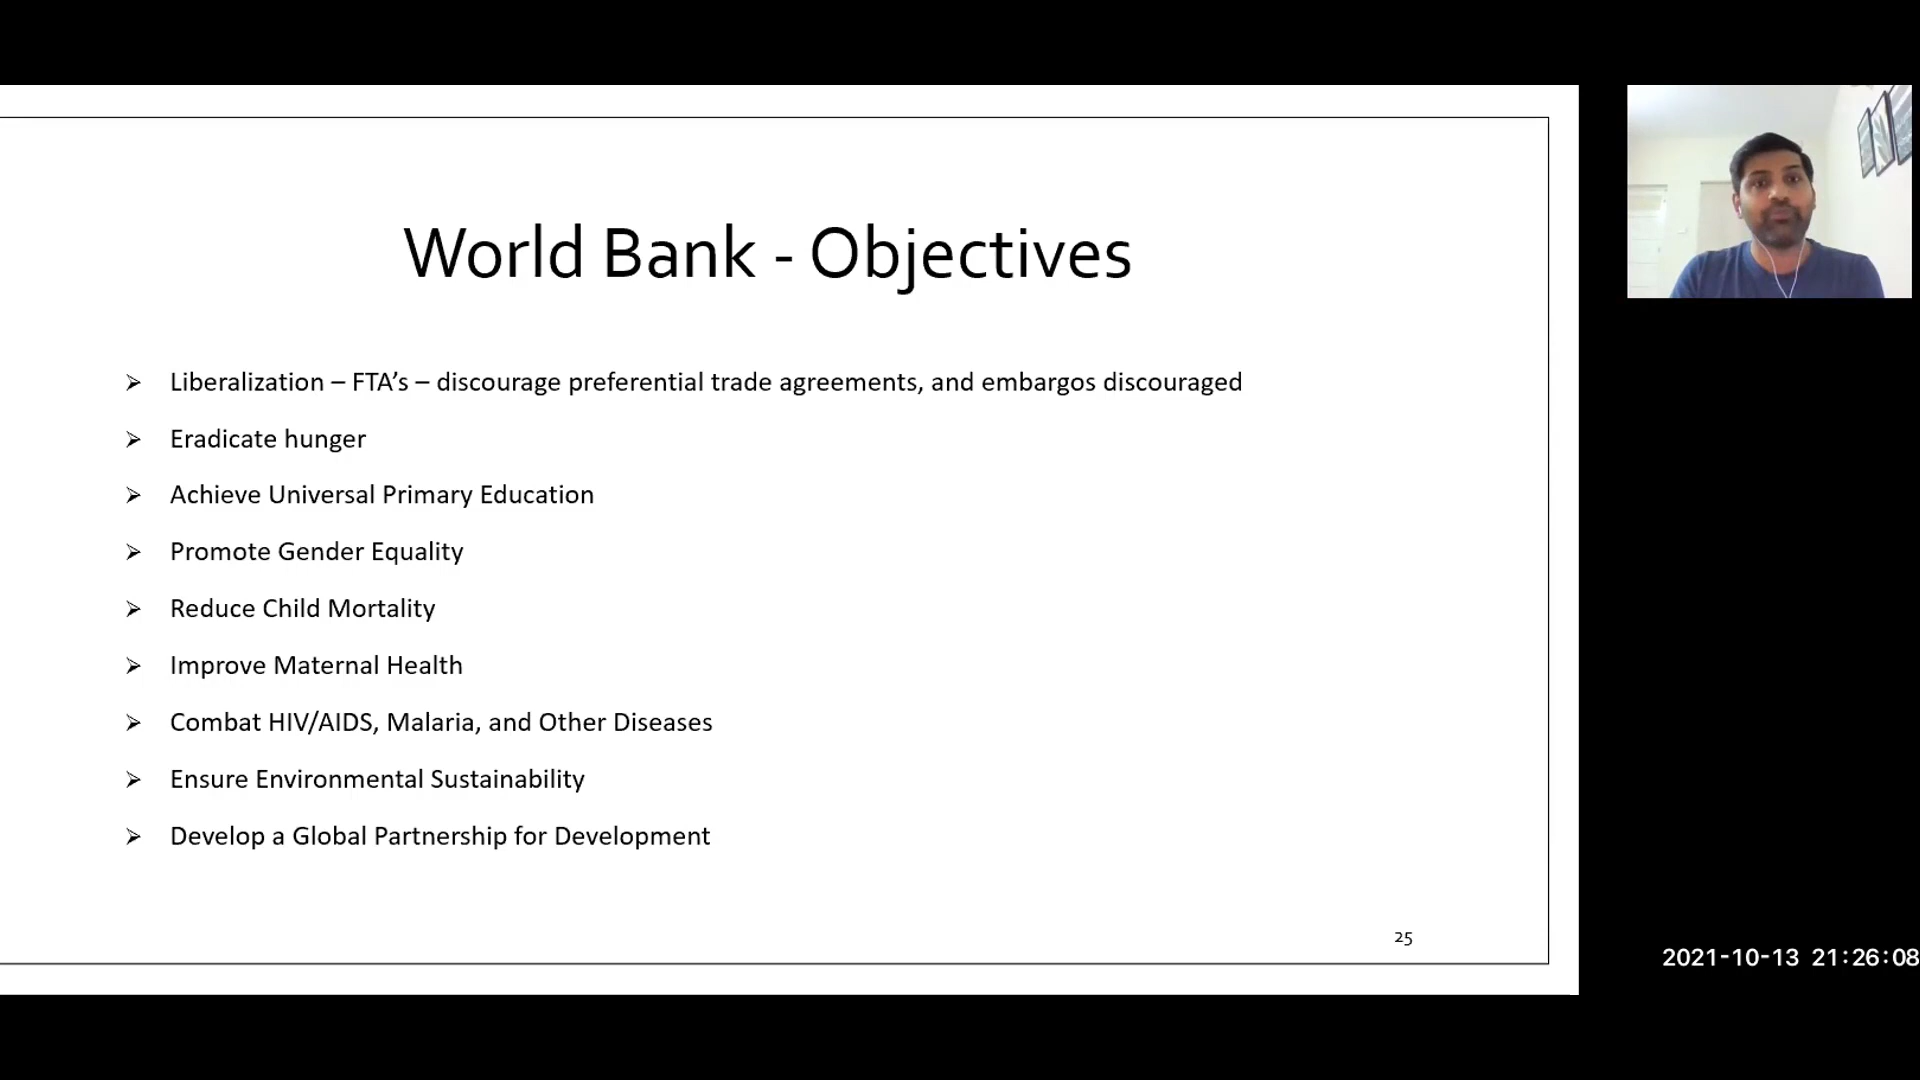 World Bank - Objectives
➢ Liberalization – FTA’s – discourage preferential trade agreements, and embargos discouraged
➢ Eradicate hunger
➢ Achieve Universal Primary Education
➢ Promote Gender Equality
➢ Reduce Child Mortality
➢ Improve Maternal Health
➢ Combat HIV/AIDS, Malaria, and Other Diseases
➢ Ensure Environmental Sustainability
➢ Develop a Global Partnership for Development
25
2021-10-13 21:26:08